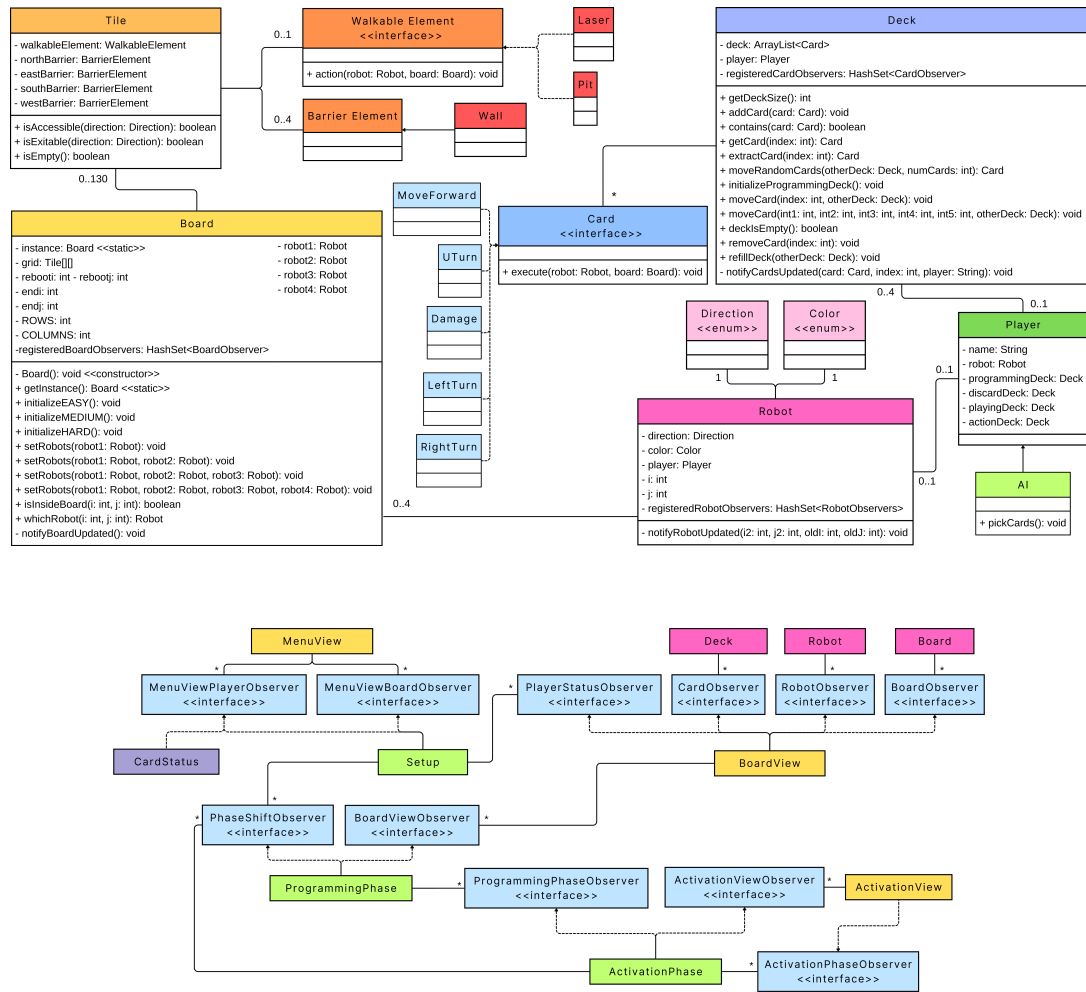 Tile
- walkableElement: WalkableElement
- northBarrier: BarrierElement
- eastBarrier: BarrierElement
- southBarrier: BarrierElement
- westBarrier: BarrierElement
+ isAccessible(direction: Direction): boolean
+ isExitable(direction: Direction): boolean
+ isEmpty(): boolean
0..1
0..4
0..130
Walkable Element
<<interface>>
+ action(robot: Robot, board: Board): void
Barrier Element
Wall
Laser
Pit
Deck
- deck: ArrayList<Card>
- player: Player
- registeredCardObservers: HashSet<CardObserver>
+ getDeckSize(): int
+ addCard(card: Card): void
+ contains(card: Card): boolean
+ getCard(index: int): Card
+ extractCard(index: int): Card
+ moveRandomCards(otherDeck: Deck, numCards: int): Card
+ initializeProgrammingDeck(): void
+ moveCard(index: int, otherDeck: Deck): void
+ moveCard(int1: int, int2: int, int3: int, int4: int, int5: int, otherDeck: Deck): void
+ deckIsEmpty(): boolean
+ removeCard(index: int): void
+ refillDeck(otherDeck: Deck): void
- notifyCardsUpdated(card: Card, index: int, player: String): void
*
0..4
0..1
MoveForward
UTurn
Damage
LeftTurn
RightTurn
Card
<<interface>>
+ execute(robot: Robot, board: Board): void
Board
- instance: Board <<static>>
- grid: Tile[][]
- rebooti: int - rebootj: int
- endi: int
- endj: int
- ROWS: int
- COLUMNS: int
-registeredBoardObservers: HashSet<BoardObserver>
- robot1: Robot
- robot2: Robot
- robot3: Robot
- robot4: Robot
- Board(): void <<constructor>>
+ getInstance(): Board <<static>>
+ initializeEASY(): void
+ initializeMEDIUM(): void
+ initializeHARD(): void
+ setRobots(robot1: Robot): void
+ setRobots(robot1: Robot, robot2: Robot): void
+ setRobots(robot1: Robot, robot2: Robot, robot3: Robot): void
+ setRobots(robot1: Robot, robot2: Robot, robot3: Robot, robot4: Robot): void
+ isInsideBoard(i: int, j: int): boolean
+ whichRobot(i: int, j: int): Robot
- notifyBoardUpdated(): void
0..4
Direction
<<enum>>
Color
<<enum>>
1
1
Robot
- direction: Direction
- color: Color
- player: Player
- i: int
- j: int
- registeredRobotObservers: HashSet<RobotObservers>
- notifyRobotUpdated(i2: int, j2: int, oldI: int, oldJ: int): void
0..1
0..1
Player
- name: String
- robot: Robot
- programmingDeck: Deck
- discardDeck: Deck
- playingDeck: Deck
- actionDeck: Deck
AI
+ pickCards(): void
MenuView
*
*
MenuViewPlayerObserver
<<interface>>
MenuViewBoardObserver
<<interface>>
CardStatus
Setup
*
PlayerStatusObserver
<<interface>>
Deck
Robot
Board
*
*
*
CardObserver
<<interface>>
RobotObserver
<<interface>>
BoardObserver
<<interface>>
BoardView
*
*
PhaseShiftObserver
<<interface>>
BoardViewObserver
<<interface>>
*
ProgrammingPhase
*
ProgrammingPhaseObserver
<<interface>>
ActivationViewObserver
<<interface>>
*
ActivationView
ActivationPhase
*
ActivationPhaseObserver
<<interface>>